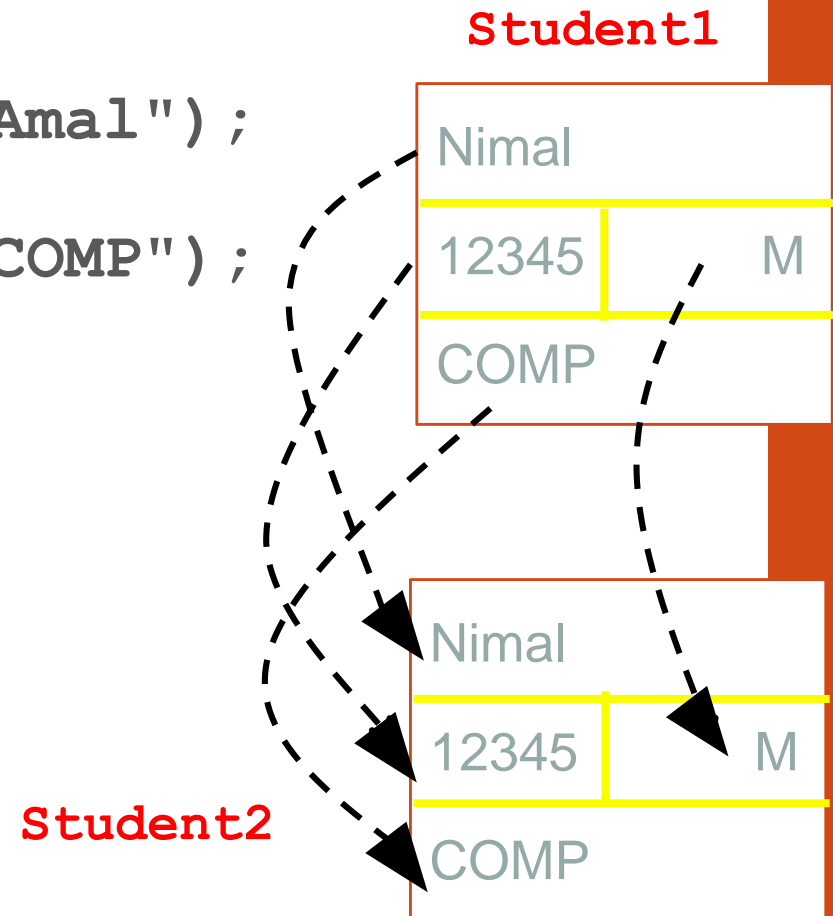 Student1
Amal");
Nimal
COMP");
12345 M
COMP
Nimal
12345 M
Student2
COMP